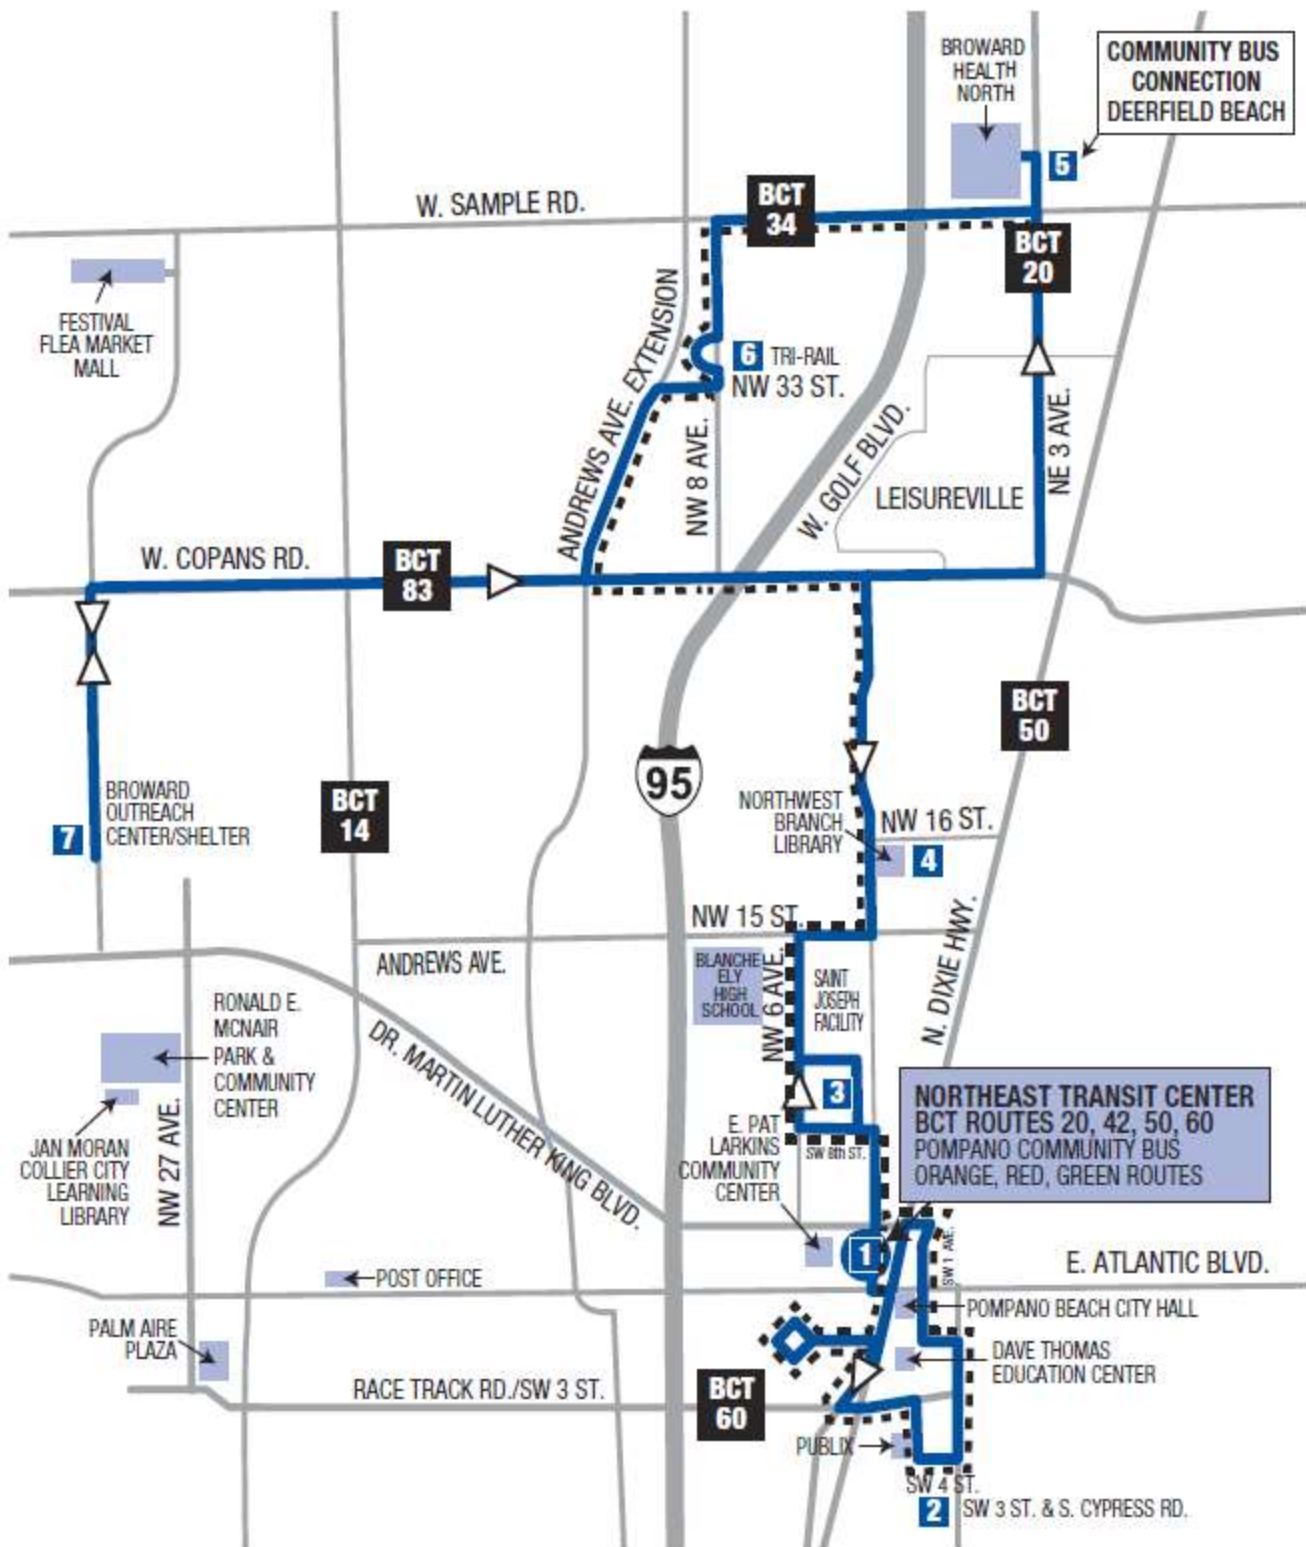 BROWARD
HEALTH
NORTH
COMMUNITY BUS
CONNECTION
DEERFIELD BEACH
5
W. SAMPLE RD.
BCT
34
BCT
20
FESTIVAL
FLEA MARKET
MALL
ANDREWS AVE. EXTENSION
6 TRI-RAIL
NW 33 ST.
NW 8 AVE.
W. GOLF BLVD.
LEISUREVILLE
NE 3 AVE.
W. COPANS RD.
BCT
83
BCT
50
95
BROWARD
OUTREACH
CENTER/SHELTER
7
BCT
14
NORTHWEST
BRANCH
LIBRARY
NW 16 ST.
4
NW 15 ST.
ANDREWS AVE.
BLANCHE
ELY
HIGH
SCHOOL
NW 6 AVE.
SAINT
JOSEPH
FACILITY
N. DIXIE HWY.
RONALD E.
MCNAIR
PARK &
COMMUNITY
CENTER
DR. MARTIN LUTHER KING BLVD.
3
NORTHEAST TRANSIT CENTER
BCT ROUTES 20, 42, 50, 60
POMPANO COMMUNITY BUS
ORANGE, RED, GREEN ROUTES
JAN MORAN
COLLIER CITY
LEARNING
LIBRARY
NW 27 AVE.
E. PAT
LARKINS
COMMUNITY
CENTER
SW 6th ST.
1
SW 1 AVE.
E. ATLANTIC BLVD.
POST OFFICE
POMPANO BEACH CITY HALL
PALM AIRE
PLAZA
DAVE THOMAS
EDUCATION CENTER
RACE TRACK RD./SW 3 ST.
BCT
60
PUBLIX
SW 4 ST.
2 SW 3 ST. & S. CYPRESS RD.